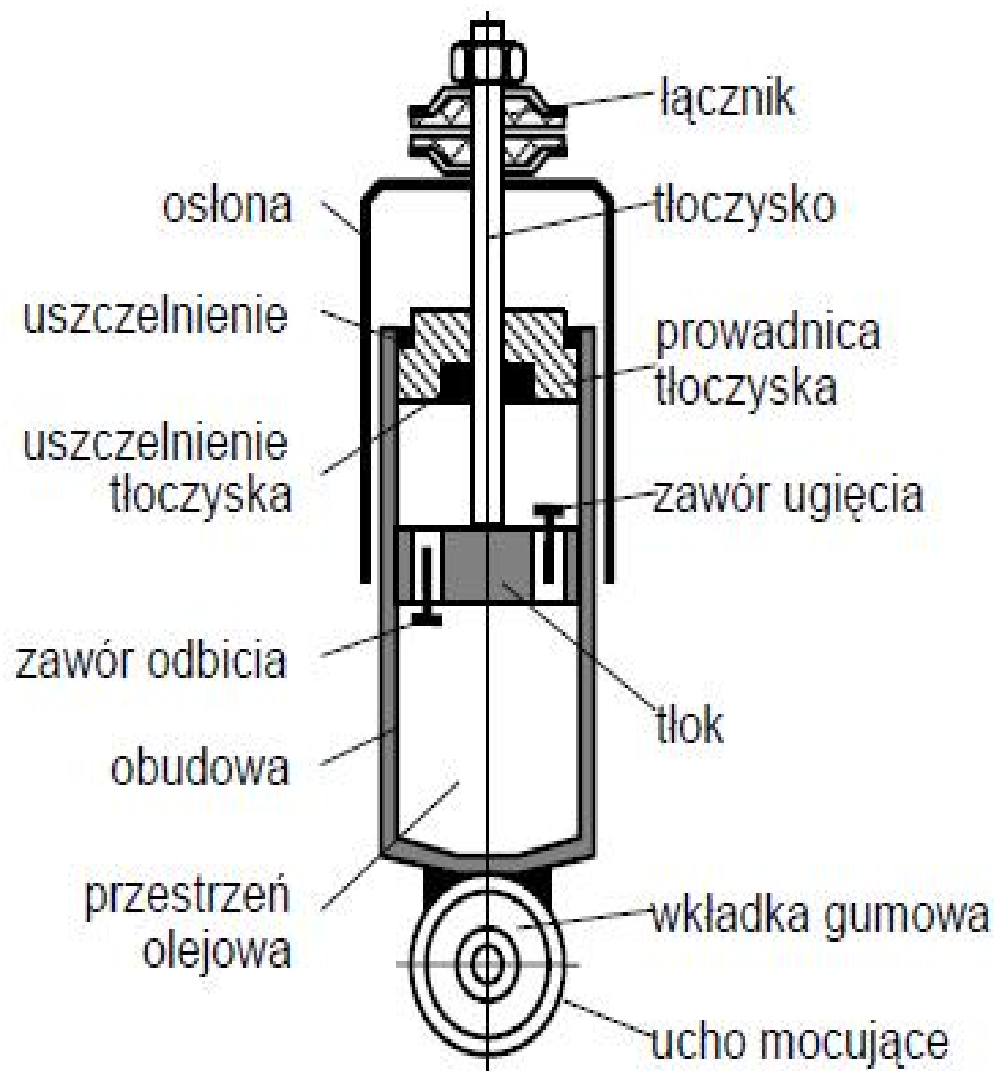 łącznik
osłona
tłoczysko
uszczelnienie
prowadnica
tłoczyska
uszczelnienie
tłoczyska
zawór ugięcia
zawór odbicia
tłok
obudowa
przestrzeń
olejowa
wkładka gumowa
ucho mocujące